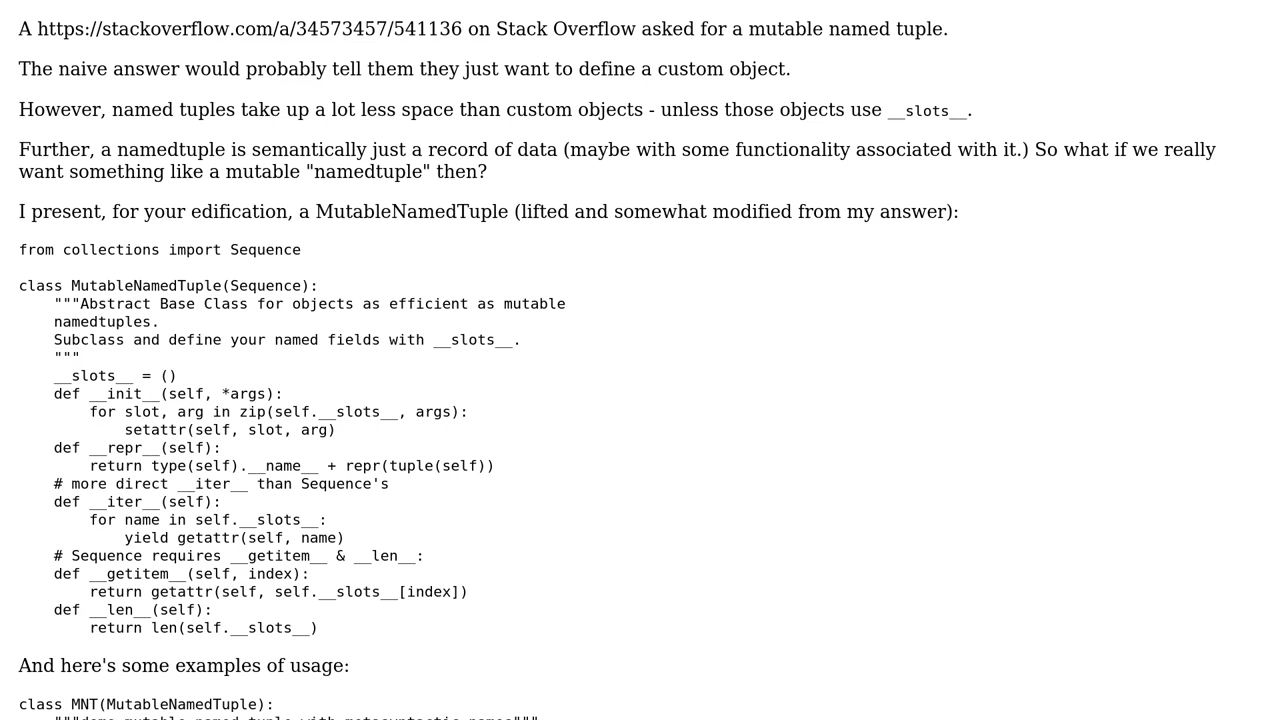 A https://stackoverflow.com/a/34573457/541136 on Stack Overflow asked for a mutable named tuple.
The naive answer would probably tell them they just want to define a custom object.
However, named tuples take up a lot less space than custom objects - unless those objects use __slots__.
Further, a namedtuple is semantically just a record of data (maybe with some functionality associated with it.) So what if we really
want something like a mutable "namedtuple" then?
I present, for your edification, a MutableNamedTuple (lifted and somewhat modified from my answer):
from collections import Sequence
class MutableNamedTuple(Sequence):
    """Abstract Base Class for objects as efficient as mutable
    namedtuples.
    Subclass and define your named fields with __slots__.
    """
    __slots__ = ()
    def __init__(self, *args):
        for slot, arg in zip(self.__slots__, args):
            setattr(self, slot, arg)
    def __repr__(self):
        return type(self).__name__ + repr(tuple(self))
    # more direct __iter__ than Sequence's
    def __iter__(self):
        for name in self.__slots__:
            yield getattr(self, name)
    # Sequence requires __getitem__ & __len__:
    def __getitem__(self, index):
        return getattr(self, self.__slots__[index])
    def __len__(self):
        return len(self.__slots__)
And here's some examples of usage:
class MNT(MutableNamedTuple):
    """demo mutable named tuple with metasyntactic names"""